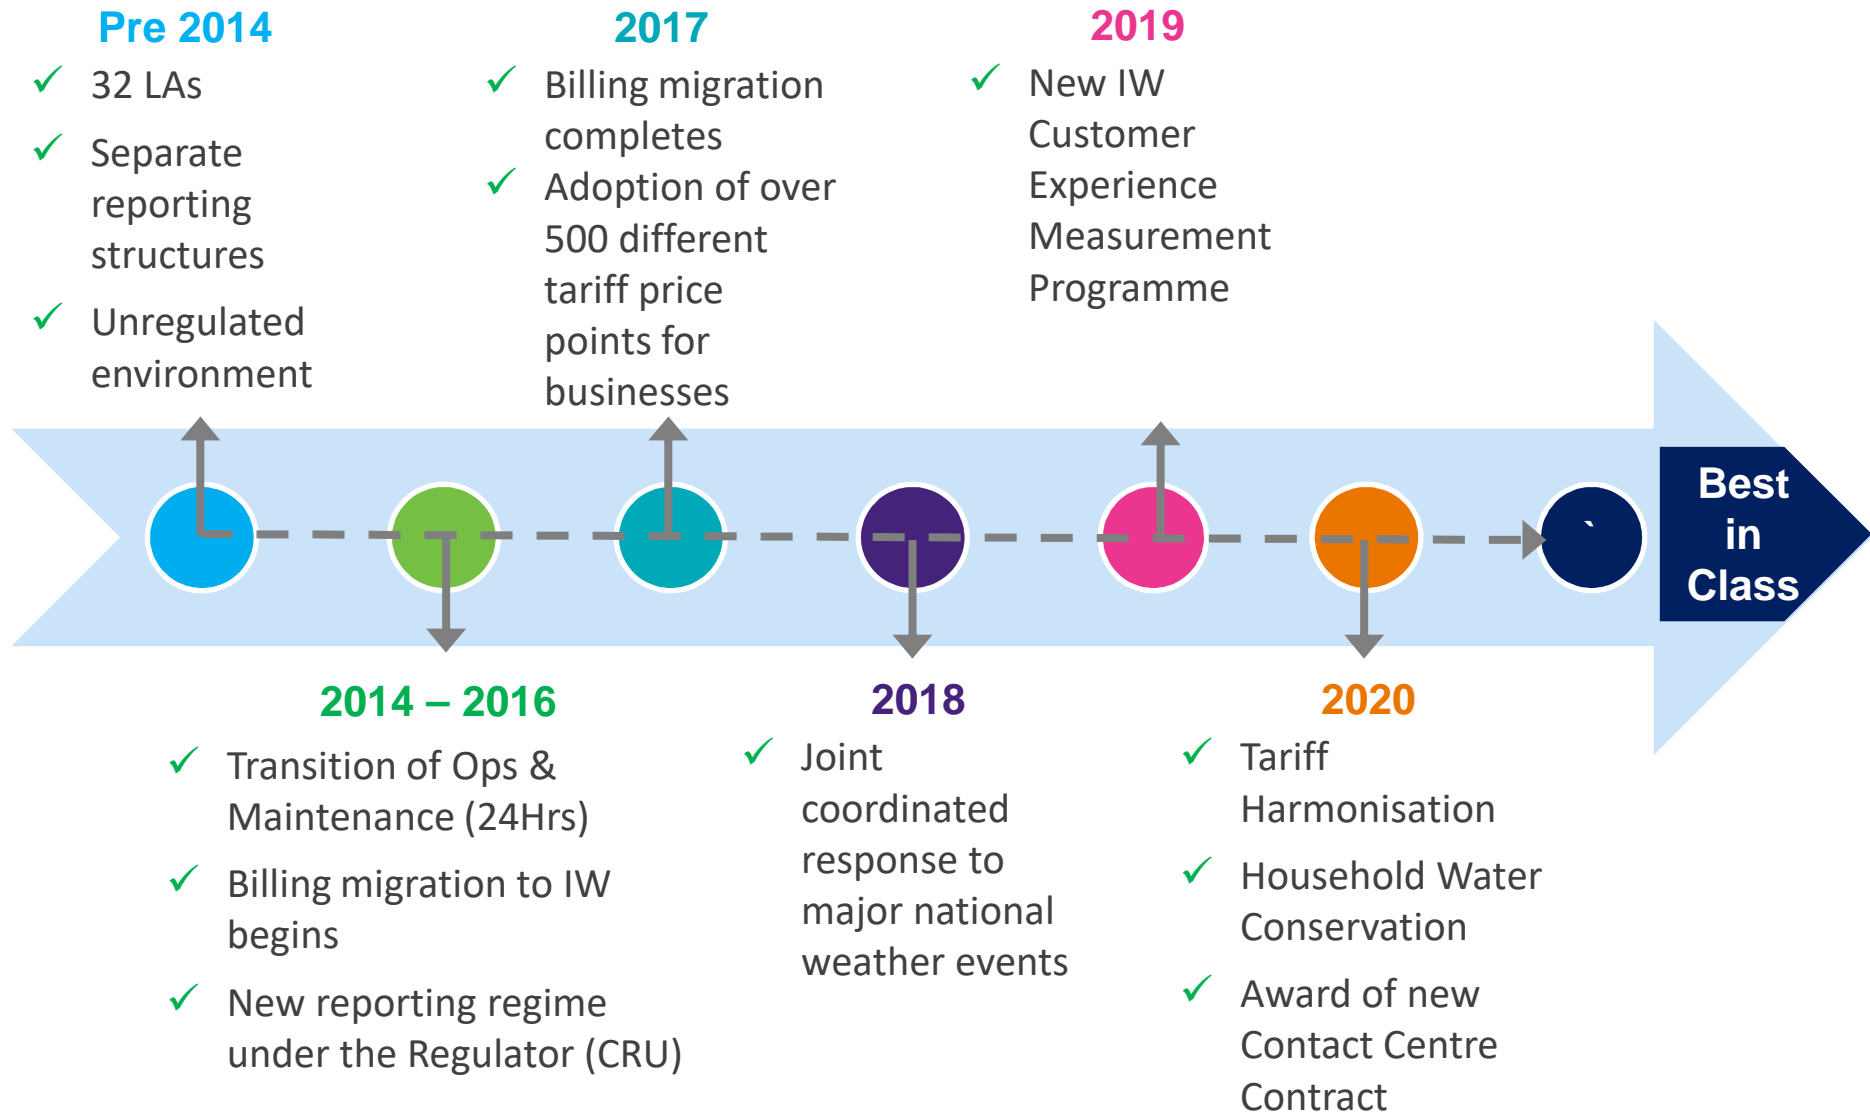 Pre 2014
✓ 32 LAs
✓ Separate
reporting
structures
✓ Unregulated
environment
2017
✓ Billing migration
completes
✓ Adoption of over
500 different
tariff price
points for
businesses
2019
✓ New IW
Customer
Experience
Measurement
Programme
`
Best
in
Class
2014 – 2016
✓ Transition of Ops &
Maintenance (24Hrs)
✓ Billing migration to IW
begins
✓ New reporting regime
under the Regulator (CRU)
2018
✓ Joint
coordinated
response to
major national
weather events
2020
✓ Tariff
Harmonisation
✓ Household Water
Conservation
✓ Award of new
Contact Centre
Contract